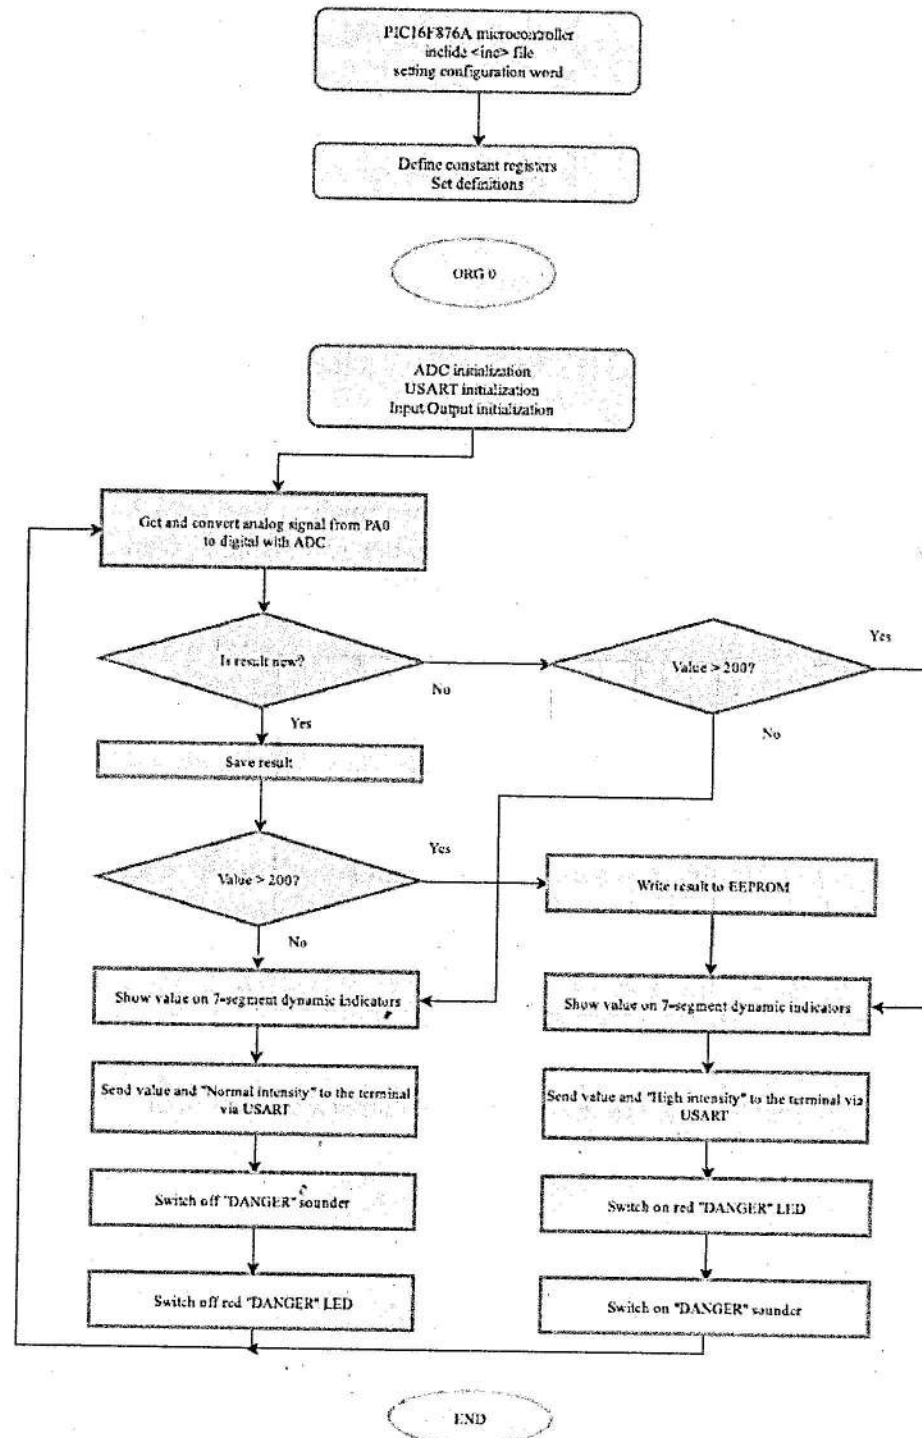 PIC16F876A microcontroller
inclide <inc> file
setting configuration word
Define constant registers
Set definitions
ORG 0
ADC initialization
USART initialization
Input Output initialization
Get and convert analog signal from PA0
to digital with ADC
Is result new?
No
Value > 200?
Yes
Yes
No
Save result
Value > 200?
Yes
Write result to EEPROM
No
Show value on 7-segment dynamic indicators
Show value on 7-segment dynamic indicators
Send value and "Normal intensity" to the terminal
via USART
Send value and "High intensity" to the terminal via
USART
Switch off "DANGER" sounder
Switch on red "DANGER" LED
Switch off red "DANGER" LED
Switch on "DANGER" sounder
END